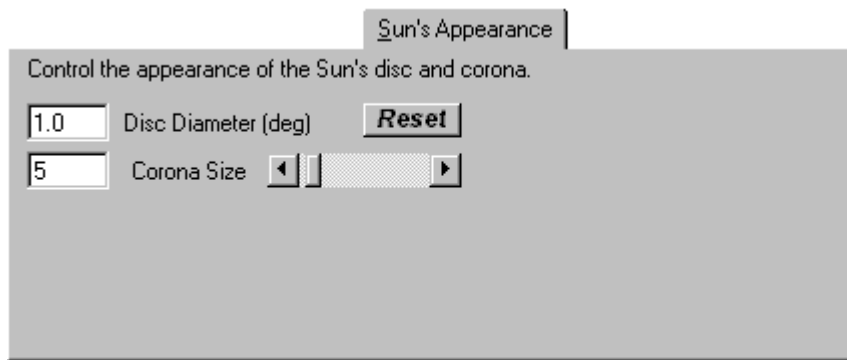 Sun's Appearance
Control the appearance of the Sun's disc and corona.
1.0 Disc Diameter (deg) Reset
5 Corona Size